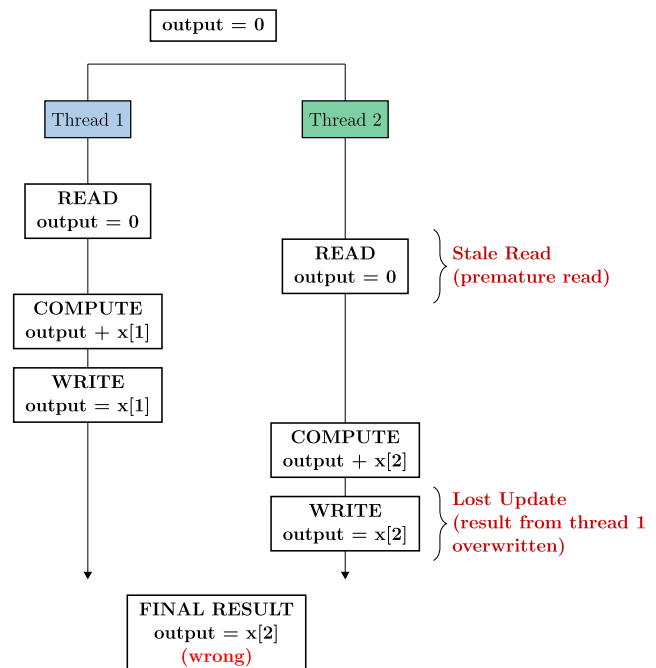 output = 0
Thread 1
Thread 2
READ
output = 0
READ
output = 0
Stale Read
(premature read)
COMPUTE
output + x[1]
WRITE
output = x[1]
COMPUTE
output + x[2]
WRITE
output = x[2]
Lost Update
(result from thread 1
overwritten)
FINAL RESULT
output = x[2]
(wrong)